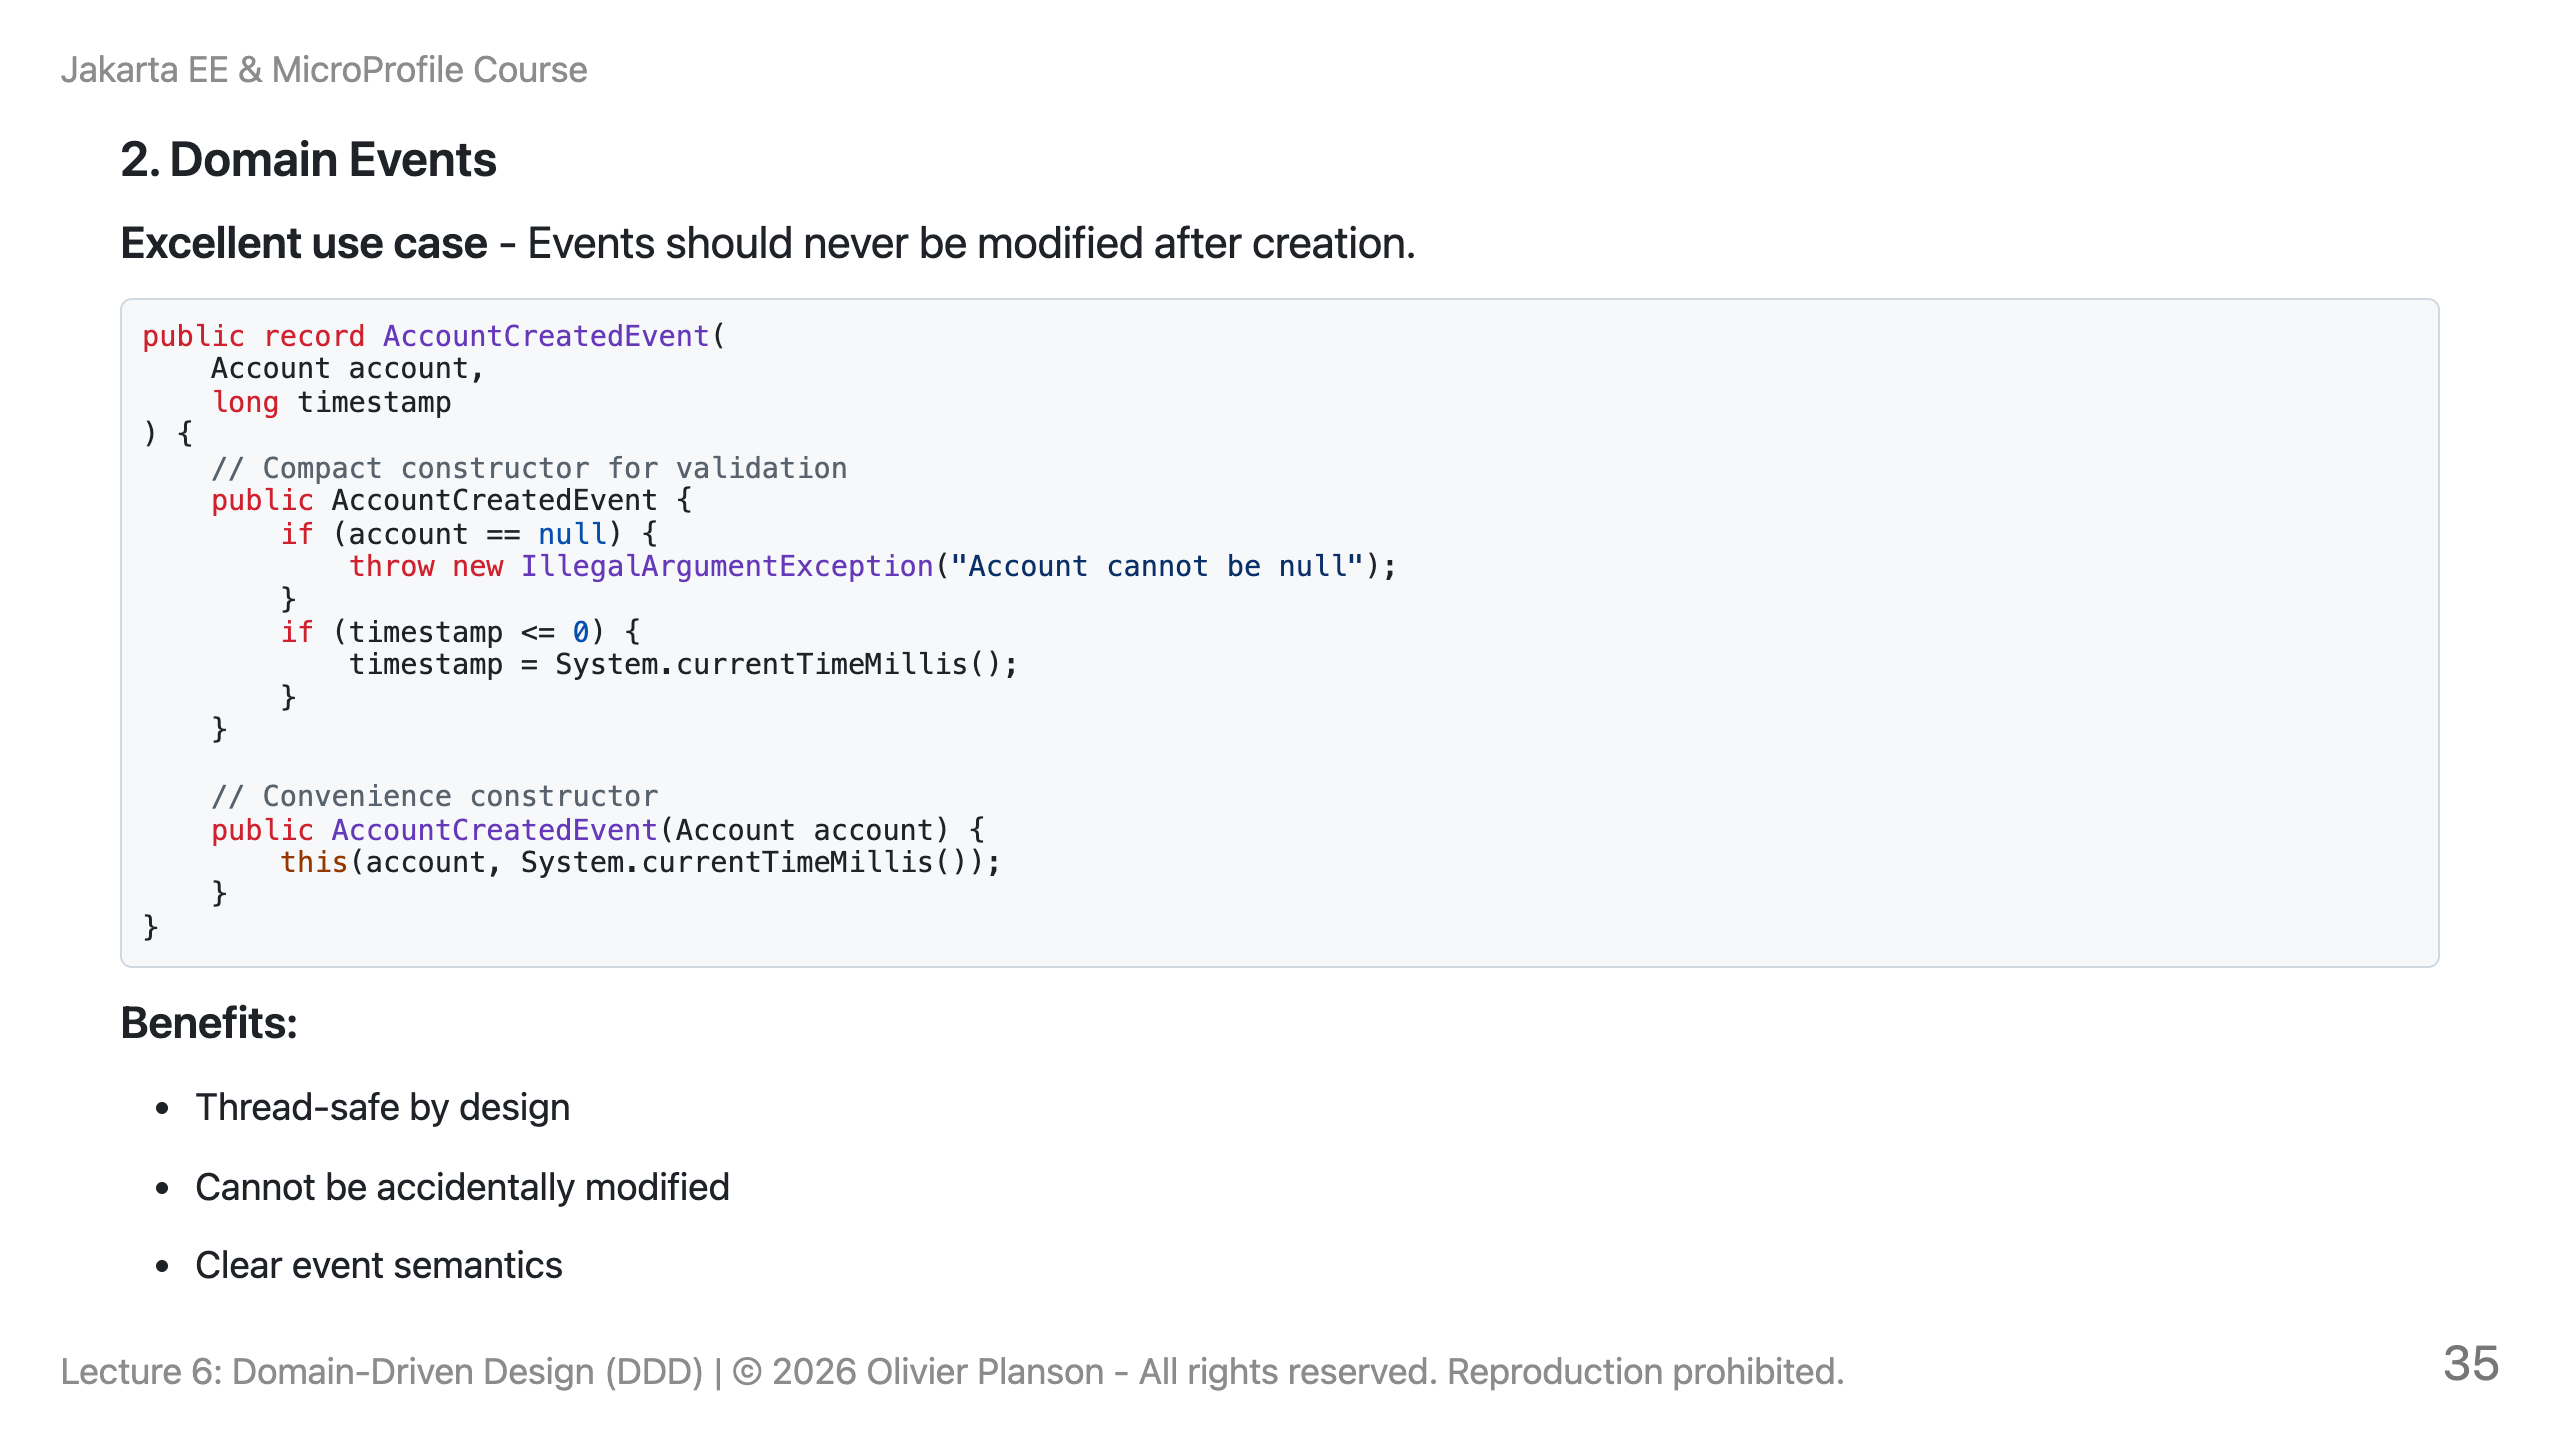 Jakarta EE & MicroProfile Course
2. Domain Events
Excellent use case - Events should never be modified after creation.
public record AccountCreatedEvent(
    Account account,
    long timestamp
) {
    // Compact constructor for validation
    public AccountCreatedEvent {
        if (account == null) {
            throw new IllegalArgumentException("Account cannot be null");
        }
        if (timestamp <= 0) {
            timestamp = System.currentTimeMillis();
        }
    }

    // Convenience constructor
    public AccountCreatedEvent(Account account) {
        this(account, System.currentTimeMillis());
    }
}
Benefits:
• Thread-safe by design
• Cannot be accidentally modified
• Clear event semantics
Lecture 6: Domain-Driven Design (DDD) | © 2026 Olivier Planson - All rights reserved. Reproduction prohibited.
35